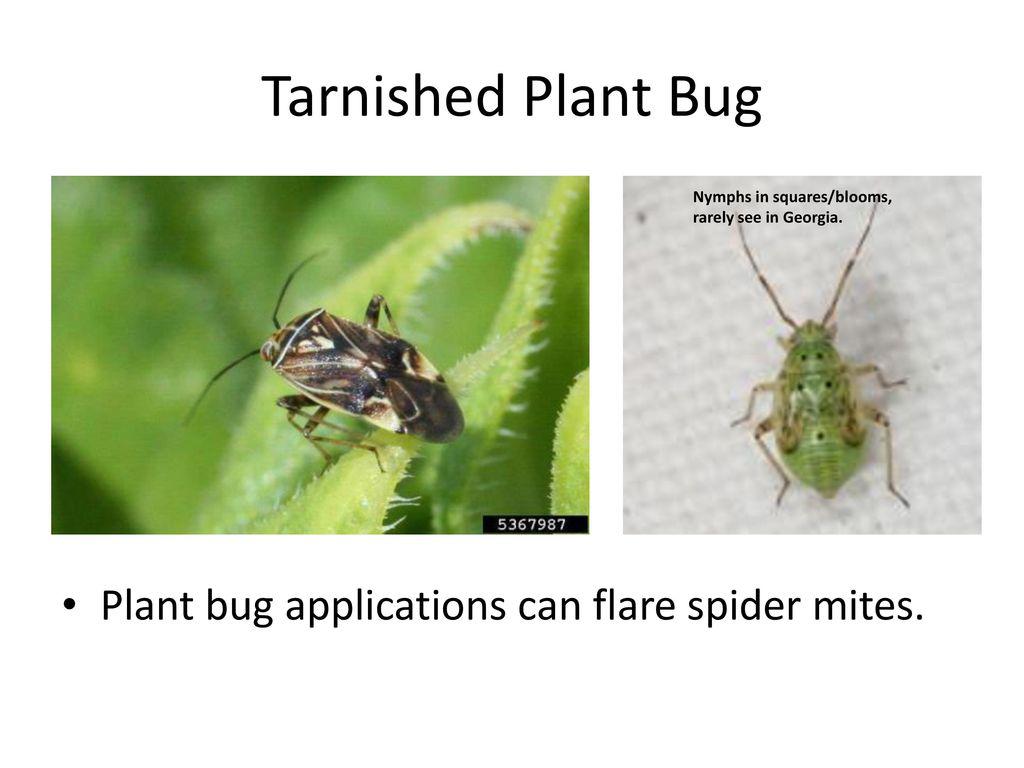 Tarnished Plant Bug
Nymphs in squares/blooms,
rarely see in Georgia.
5367987
• Plant bug applications can flare spider mites.